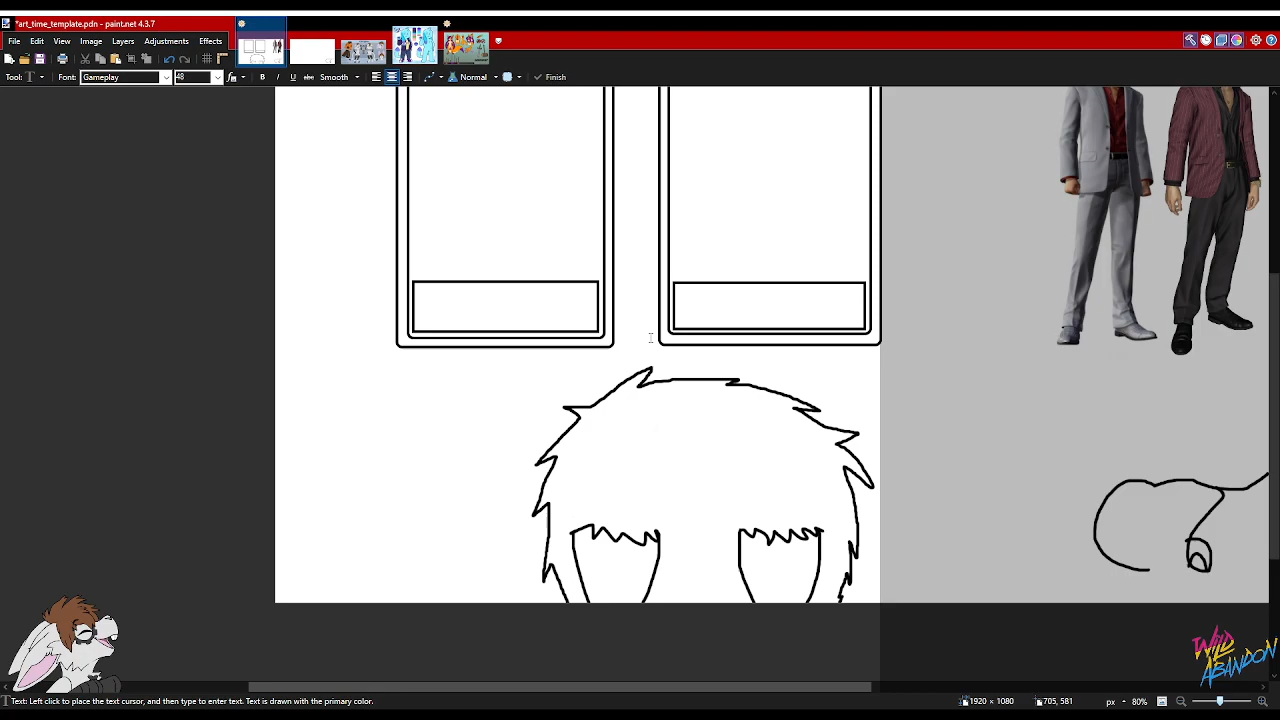 *art_time_template.pdn - paint.net 4.3.7
File Edit View Image Layers Adjustments Effects
Tool: T Font: Gameplay 48 B I U abc Smooth Normal Finish
WILD
ABANDON
Text: Left click to place the text cursor, and then type to enter text. Text is drawn with the primary color.
1920 × 1080 705, 581 px 80%